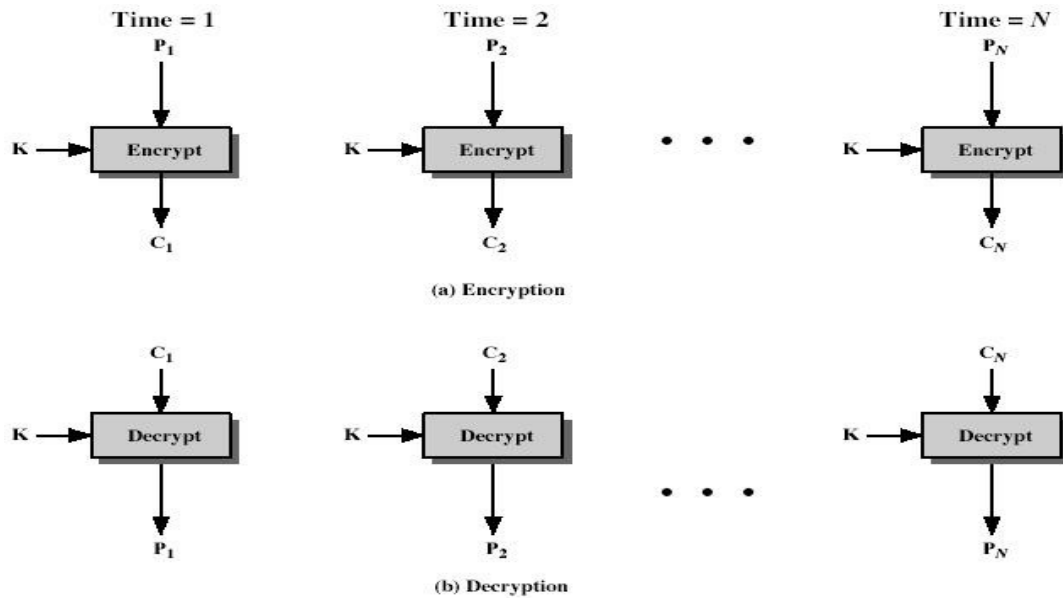 Time = 1 Time = 2 Time = N
P1 P2 PN
K Encrypt K Encrypt K Encrypt
C1 C2 CN
(a) Encryption
C1 C2 CN
K Decrypt K Decrypt K Decrypt
P1 P2 PN
(b) Decryption